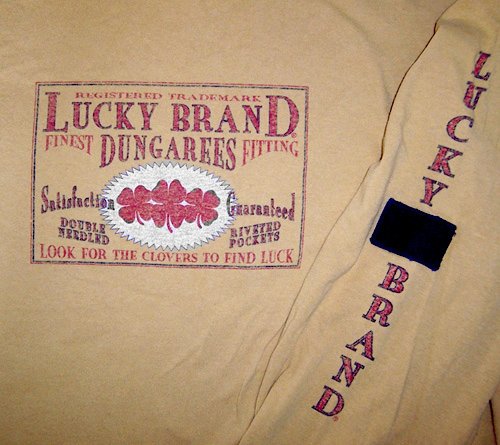 REGISTERED TRADEMARK
LUCKY BRAND®
FINEST DUNGAREES FITTING
Satisfaction Guaranteed
DOUBLE NEEDLED
RIVETED POCKETS
LOOK FOR THE CLOVERS TO FIND LUCK
LUCKY
BRAND®